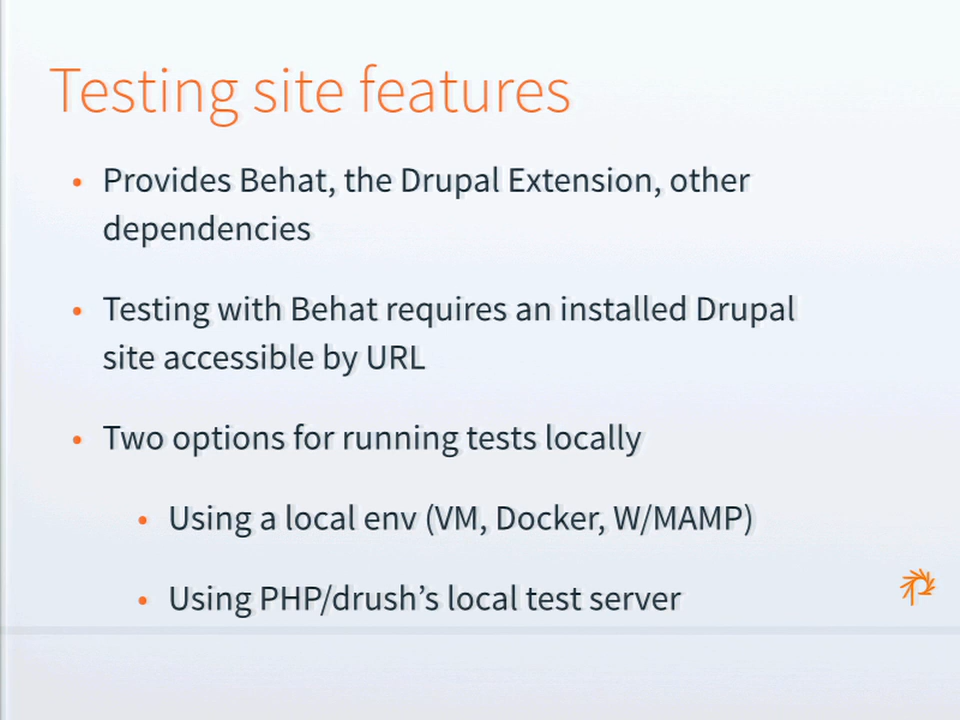 Testing site features
• Provides Behat, the Drupal Extension, other
dependencies
• Testing with Behat requires an installed Drupal
site accessible by URL
• Two options for running tests locally
• Using a local env (VM, Docker, W/MAMP)
• Using PHP/drush’s local test server